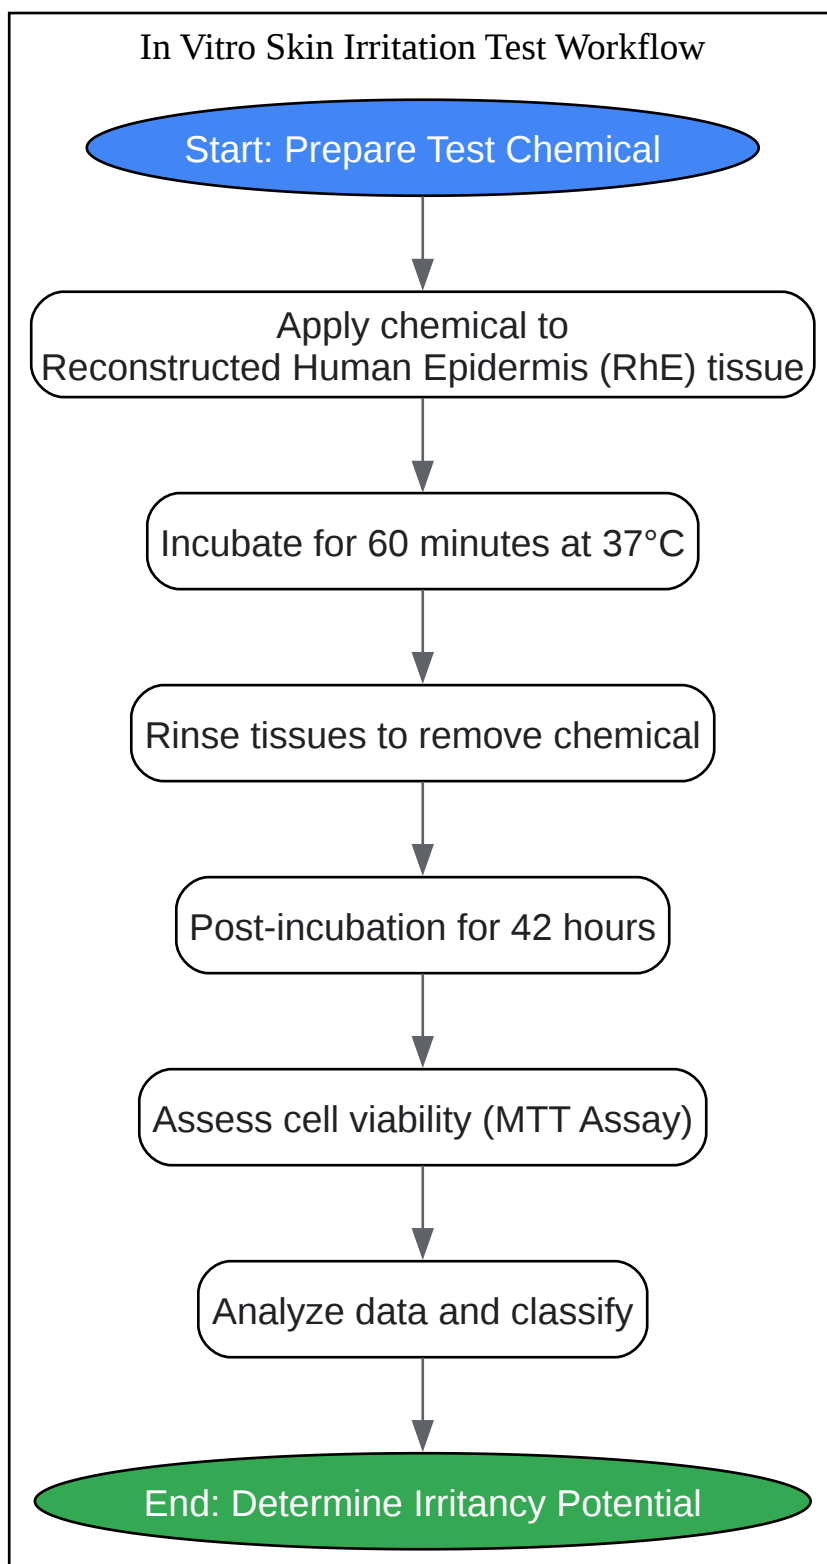 In Vitro Skin Irritation Test Workflow
Start: Prepare Test Chemical
Apply chemical to
Reconstructed Human Epidermis (RhE) tissue
Incubate for 60 minutes at 37°C
Rinse tissues to remove chemical
Post-incubation for 42 hours
Assess cell viability (MTT Assay)
Analyze data and classify
End: Determine Irritancy Potential